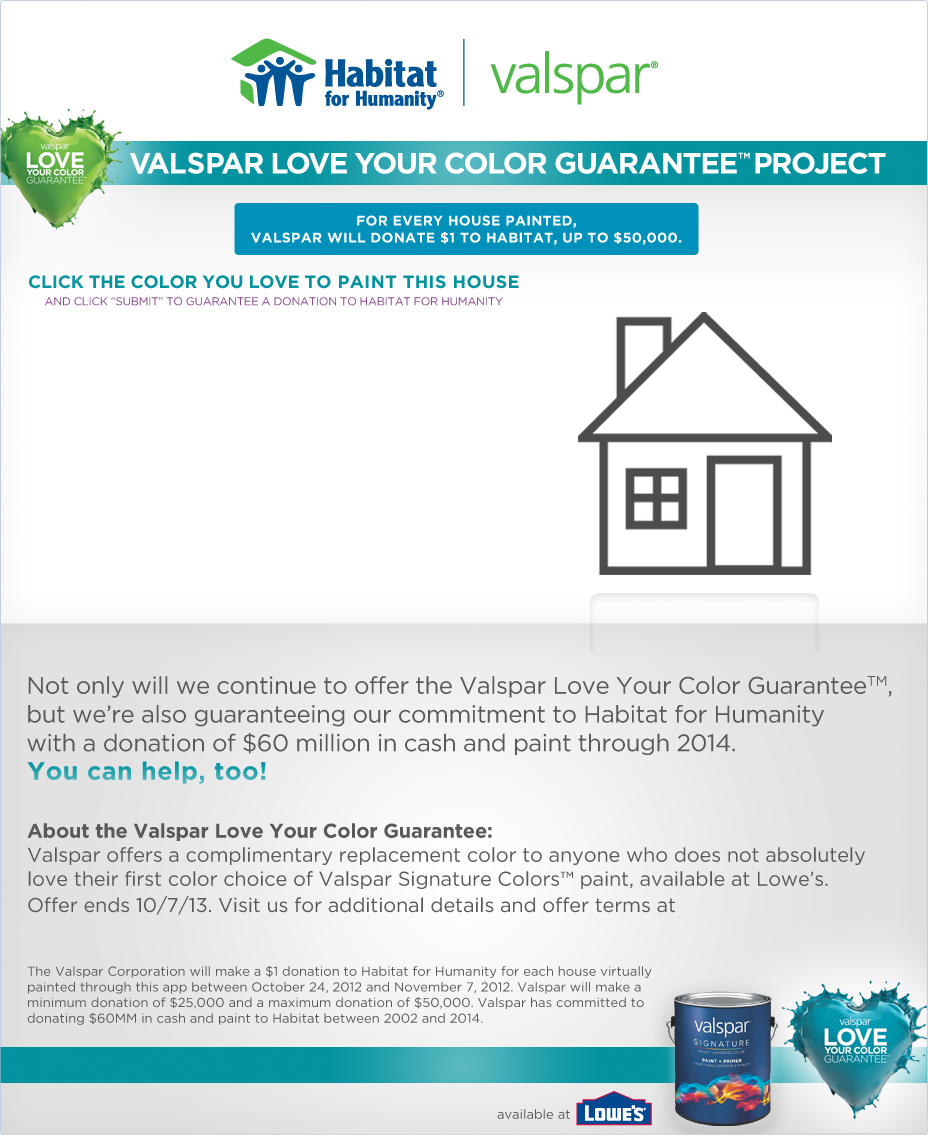 Habitat
for Humanity®
valspar®
valspar
LOVE
YOUR COLOR
GUARANTEE
VALSPAR LOVE YOUR COLOR GUARANTEE™ PROJECT
FOR EVERY HOUSE PAINTED,
VALSPAR WILL DONATE $1 TO HABITAT, UP TO $50,000.
CLICK THE COLOR YOU LOVE TO PAINT THIS HOUSE
AND CLICK “SUBMIT” TO GUARANTEE A DONATION TO HABITAT FOR HUMANITY
Not only will we continue to offer the Valspar Love Your Color Guarantee™,
but we’re also guaranteeing our commitment to Habitat for Humanity
with a donation of $60 million in cash and paint through 2014.
You can help, too!
About the Valspar Love Your Color Guarantee:
Valspar offers a complimentary replacement color to anyone who does not absolutely
love their first color choice of Valspar Signature Colors™ paint, available at Lowe’s.
Offer ends 10/7/13. Visit us for additional details and offer terms at
The Valspar Corporation will make a $1 donation to Habitat for Humanity for each house virtually
painted through this app between October 24, 2012 and November 7, 2012. Valspar will make a
minimum donation of $25,000 and a maximum donation of $50,000. Valspar has committed to
donating $60MM in cash and paint to Habitat between 2002 and 2014.
valspar
SIGNATURE
PAINT + PRIMER
valspar
LOVE
YOUR COLOR
GUARANTEE
available at
LOWE'S